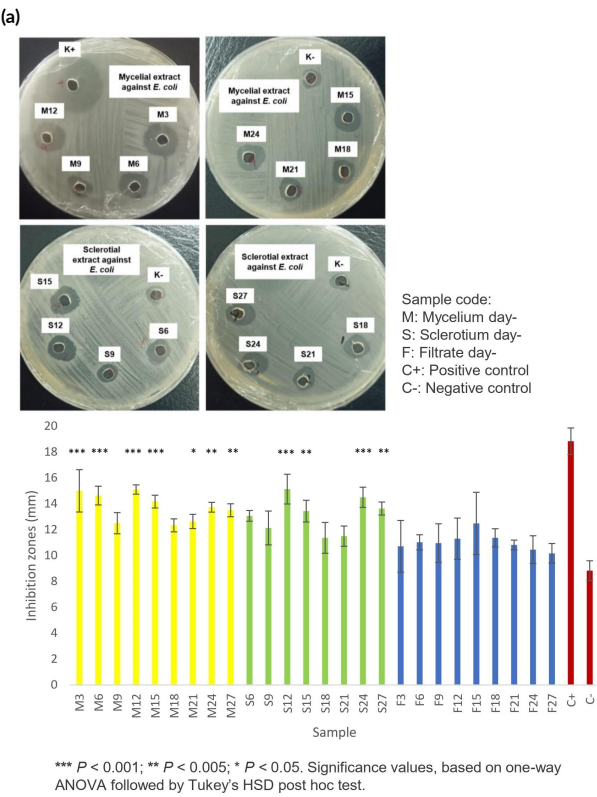 (a)
K+
Mycelial extract
against E. coli
M12
M3
M9
M6
K-
Mycelial extract
against E. coli
M15
M24
M18
M21
Sclerotial
extract against
E. coli
K-
S15
S12
S6
S9
Sclerotial extract
against E. coli
K-
S27
S18
S24
S21
Sample code:
M: Mycelium day-
S: Sclerotium day-
F: Filtrate day-
C+: Positive control
C-: Negative control
20
18
16
14
12
10
8
6
4
2
0
Inhibition zones (mm)
*** *** *** *** * ** ** *** ** *** **
M3 M6 M9 M12 M15 M18 M21 M24 M27 S6 S9 S12 S15 S18 S21 S24 S27 F3 F6 F9 F12 F15 F18 F21 F24 F27 C+ C-
Sample
*** P < 0.001; ** P < 0.005; * P < 0.05. Significance values, based on one-way
ANOVA followed by Tukey's HSD post hoc test.